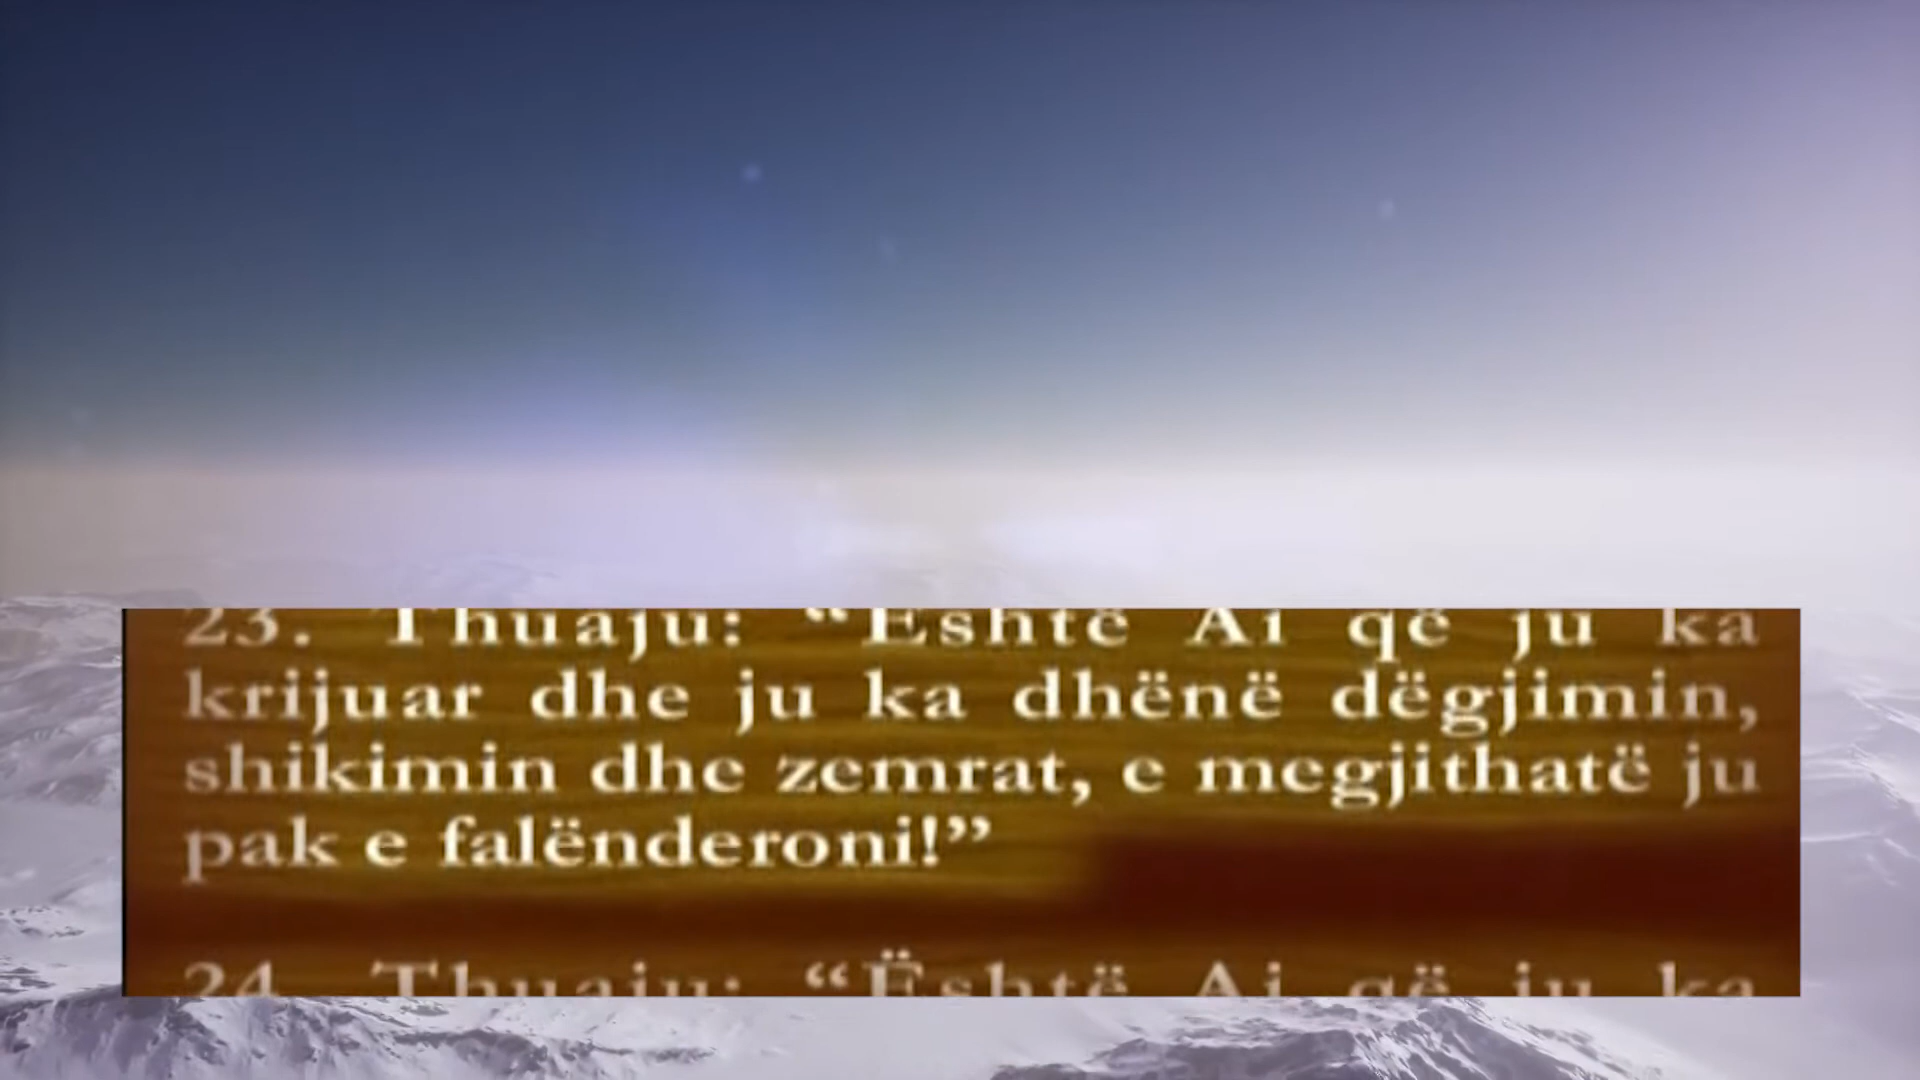 23. Thuaju: “Është Ai që ju ka
krijuar dhe ju ka dhënë dëgjimin,
shikimin dhe zemrat, e megjithatë ju
pak e falënderoni!”
24. Thuaju: “Është Ai që ju ka